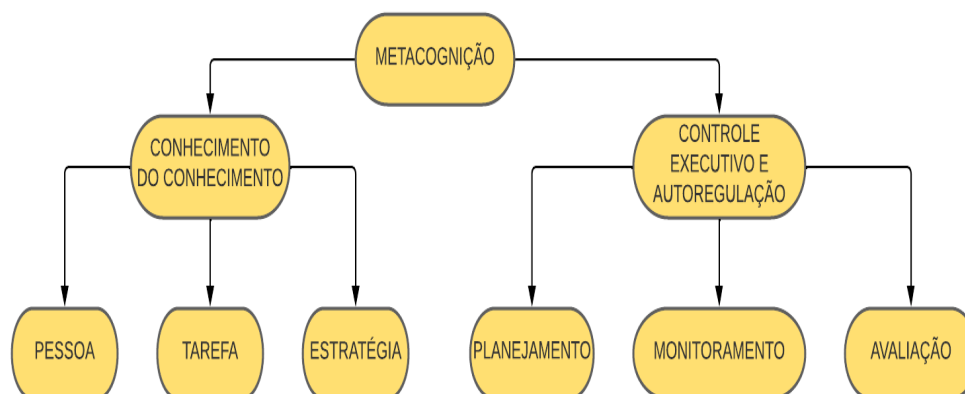 METACOGNIÇÃO
CONHECIMENTO
DO CONHECIMENTO
CONTROLE
EXECUTIVO E
AUTOREGULAÇÃO
PESSOA
TAREFA
ESTRATÉGIA
PLANEJAMENTO
MONITORAMENTO
AVALIAÇÃO